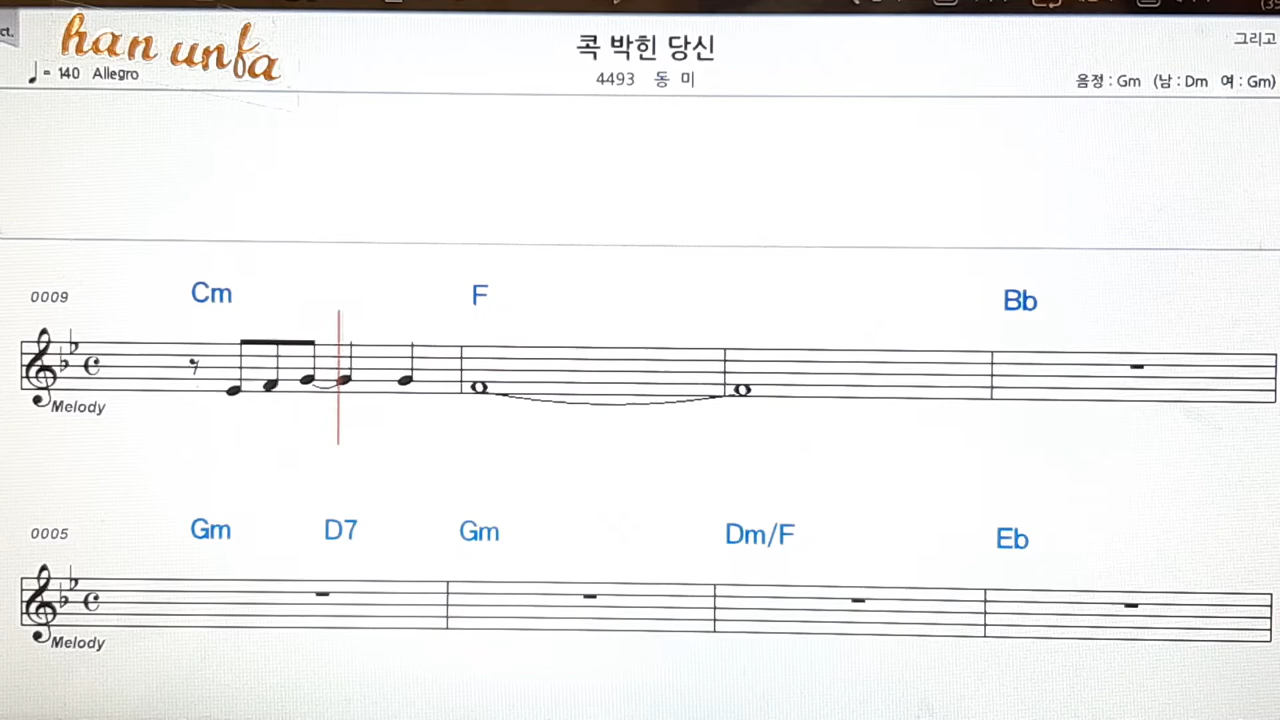 ct.
han unfa
콕 박힌 당신
그리고
♩= 140 Allegro
4493 동 미
음정 : Gm (남 : Dm 여 : Gm)
0009
Cm F Bb
Melody
0005
Gm D7 Gm Dm/F Eb
Melody